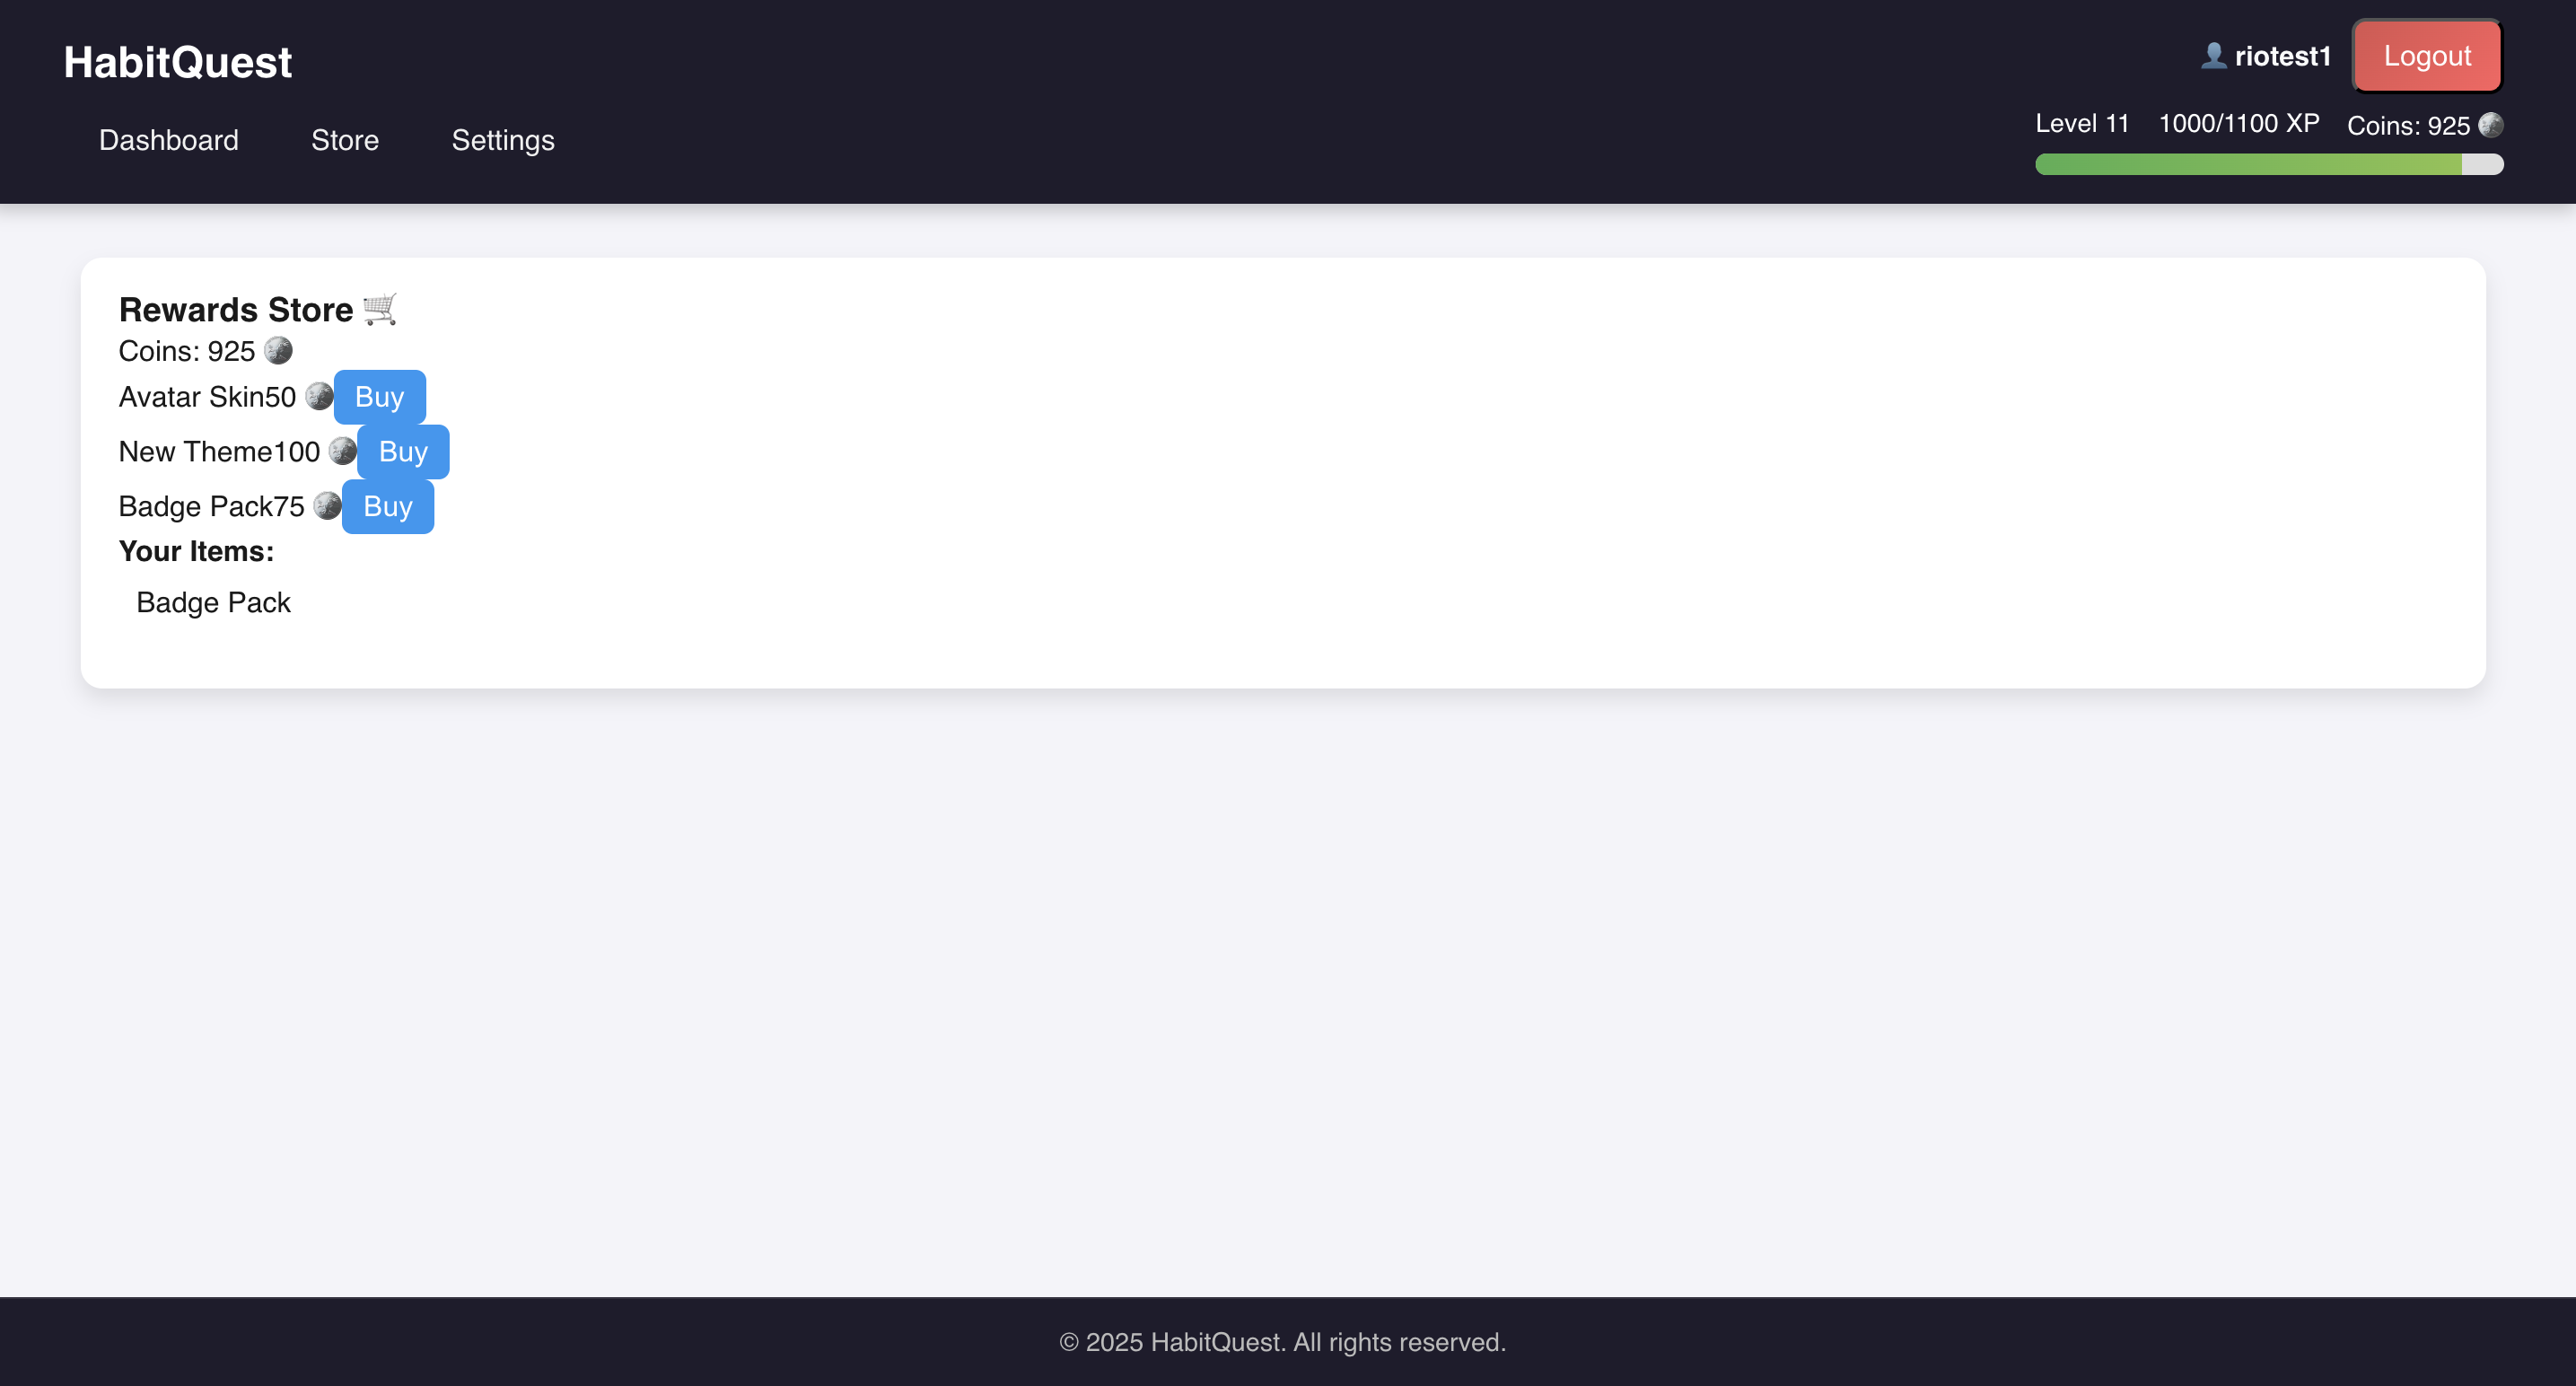 HabitQuest
riotest1
Logout
Dashboard
Store
Settings
Level 11
1000/1100 XP
Coins: 925
Rewards Store
Coins: 925
Avatar Skin50
Buy
New Theme100
Buy
Badge Pack75
Buy
Your Items:
Badge Pack
© 2025 HabitQuest. All rights reserved.